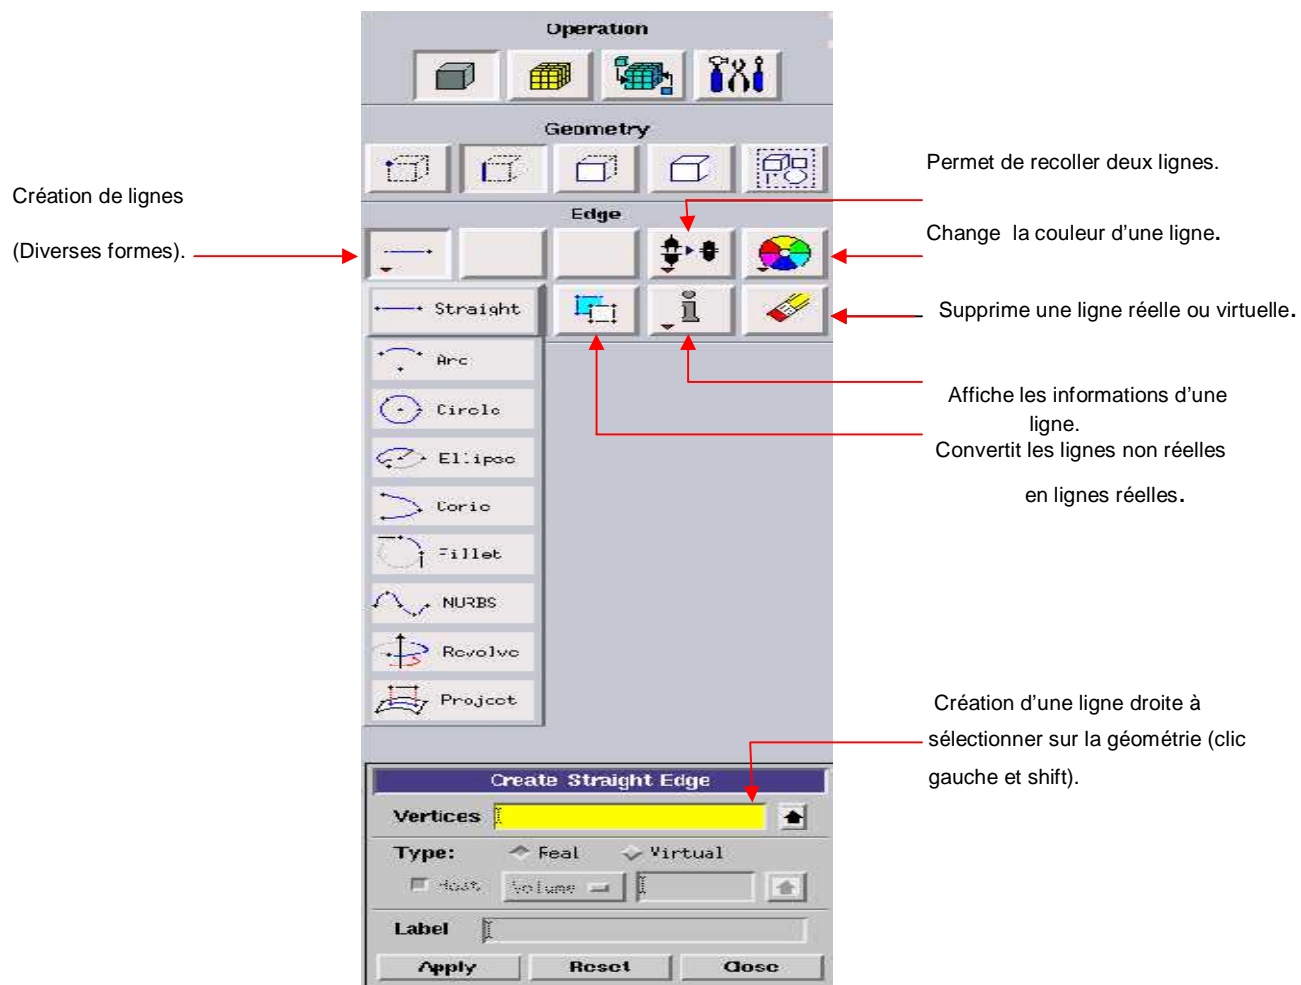 Operation
Geometry
Permet de recoller deux lignes.
Création de lignes
(Diverses formes).
Edge
Change la couleur d’une ligne.
Straight
Supprime une ligne réelle ou virtuelle.
Arc
Affiche les informations d’une
ligne.
Circle
Convertit les lignes non réelles
en lignes réelles.
Ellipse
Conic
Fillet
NURBS
Revolve
Project
Création d’une ligne droite à
sélectionner sur la géométrie (clic
gauche et shift).
Create Straight Edge
Vertices
Type: Real Virtual
Host Volume
Label
Apply Reset Close